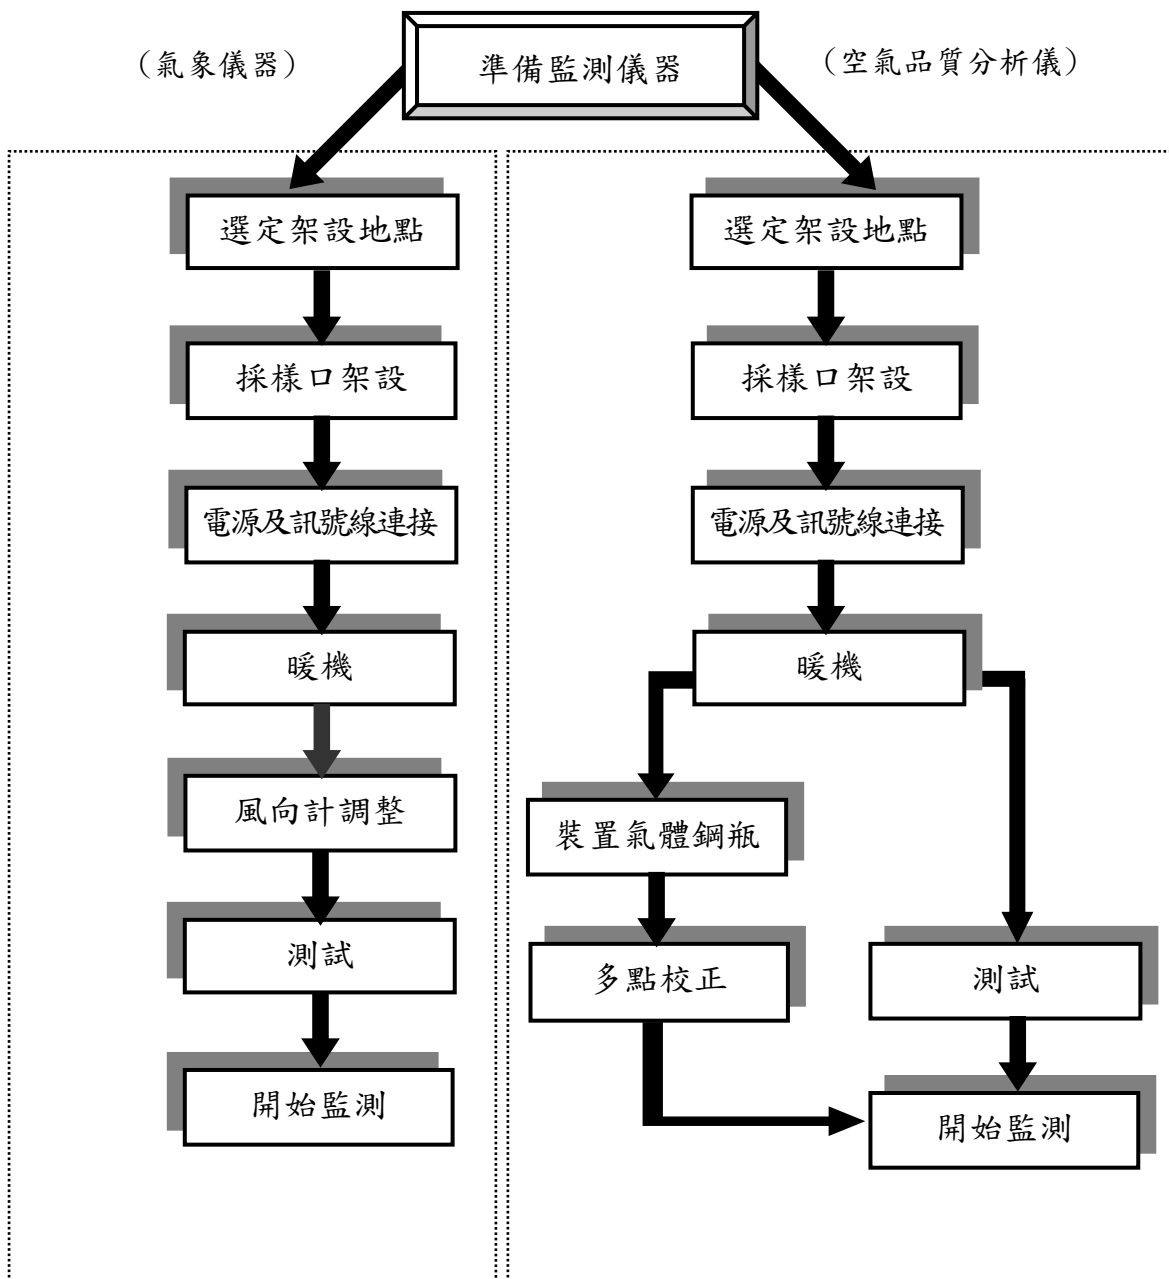 準備監測儀器
（氣象儀器）
（空氣品質分析儀）
選定架設地點
採樣口架設
電源及訊號線連接
暖機
風向計調整
測試
開始監測
選定架設地點
採樣口架設
電源及訊號線連接
暖機
裝置氣體鋼瓶
多點校正
測試
開始監測